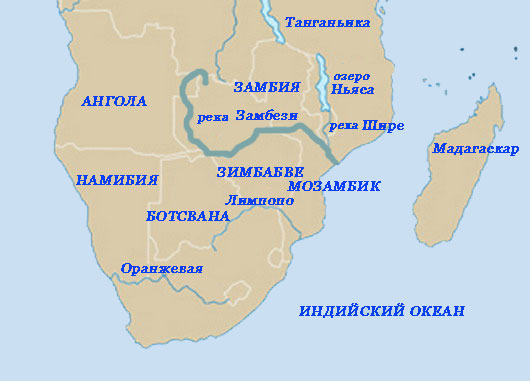 Танганьика
озеро
Ньяса
ЗАМБИЯ
АНГОЛА
река Замбези
река Шире
Мадагаскар
ЗИМБАБВЕ
НАМИБИЯ
МОЗАМБИК
Лимпопо
БОТСВАНА
Оранжевая
ИНДИЙСКИЙ ОКЕАН